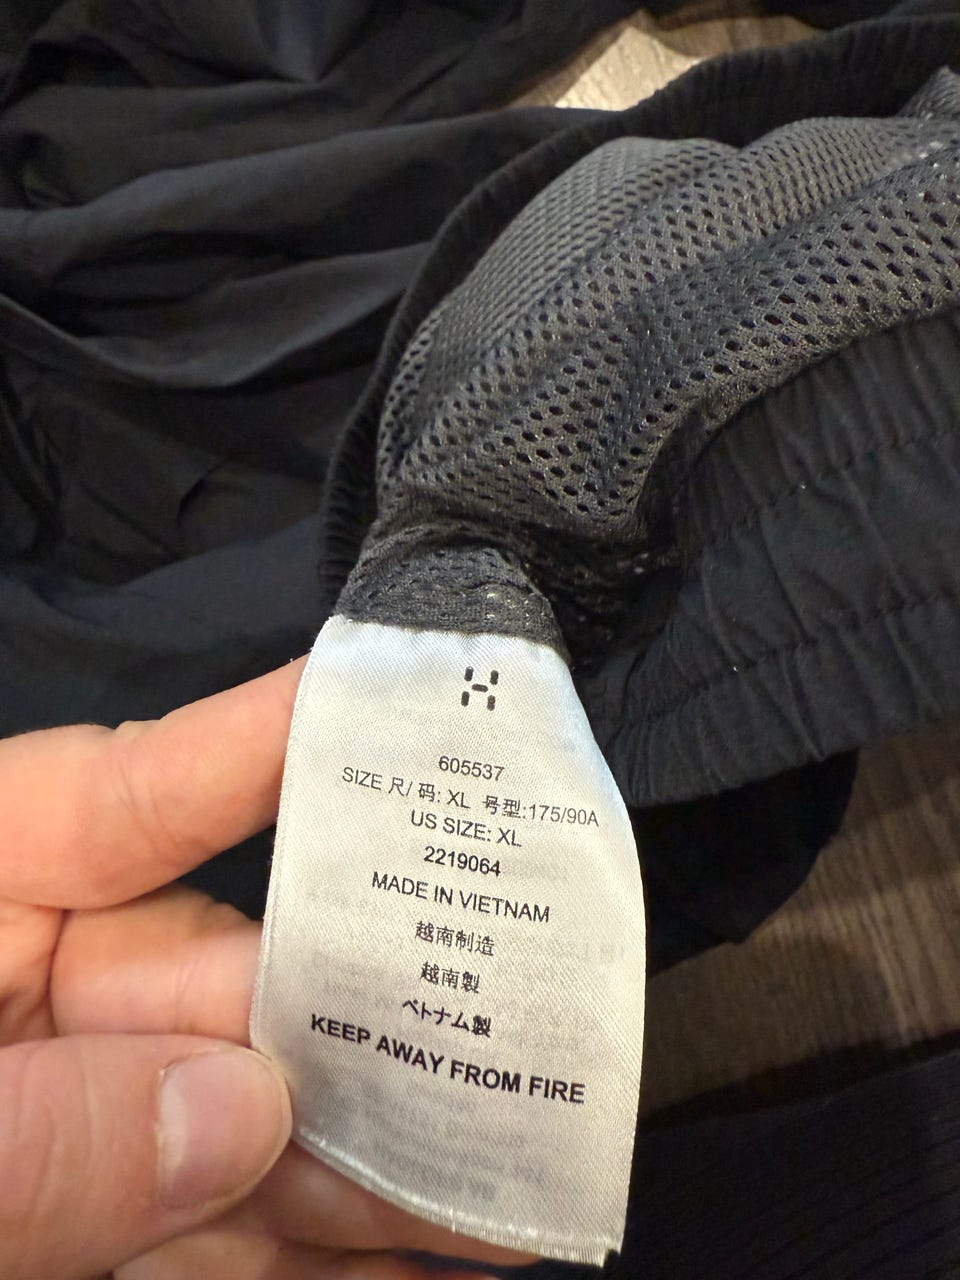 605537
SIZE 尺/ 码: XL 号型:175/90A
US SIZE: XL
2219064
MADE IN VIETNAM
越南制造
越南製
ベトナム製
KEEP AWAY FROM FIRE